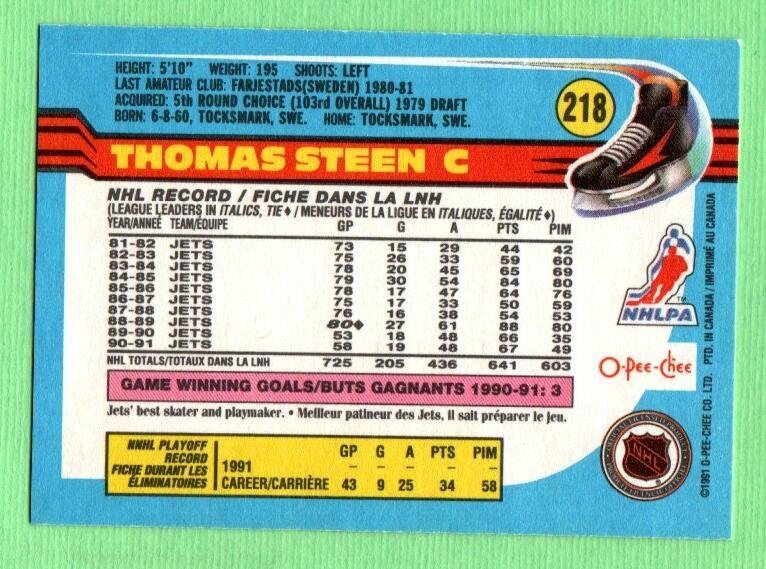 HEIGHT: 5'10" WEIGHT: 195 SHOOTS: LEFT
LAST AMATEUR CLUB: FARJESTADS(SWEDEN) 1980-81
ACQUIRED: 5th ROUND CHOICE (103rd OVERALL) 1979 DRAFT
BORN: 6-8-60, TOCKSMARK, SWE. HOME: TOCKSMARK, SWE.
218
THOMAS STEEN C
NHL RECORD / FICHE DANS LA LNH
(LEAGUE LEADERS IN ITALICS, TIE♦ / MENEURS DE LA LIGUE EN ITALIQUES, ÉGALITÉ♦)
YEAR/ANNÉE TEAM/ÉQUIPE GP G A PTS PIM
81-82 JETS 73 15 29 44 42
82-83 JETS 75 26 33 59 60
83-84 JETS 78 20 45 65 69
84-85 JETS 79 30 54 84 80
85-86 JETS 78 17 47 64 76
86-87 JETS 75 17 33 50 59
87-88 JETS 76 16 38 54 53
88-89 JETS 80♦ 27 61 88 80
89-90 JETS 53 18 48 66 35
90-91 JETS 58 19 48 67 49
NHL TOTALS/TOTAUX DANS LA LNH 725 205 436 641 603
GAME WINNING GOALS/BUTS GAGNANTS 1990-91: 3
Jets' best skater and playmaker. • Meilleur patineur des Jets, il sait préparer le jeu.
NNHL PLAYOFF
RECORD
FICHE DURANT LES
ÉLIMINATOIRES
GP G A PTS PIM
1991 – – – – –
CAREER/CARRIÈRE 43 9 25 34 58
NHLPA
TM
O-Pee-Chee
NHL
©1991 O-PEE-CHEE CO. LTD. PTD. IN CANADA / IMPRIMÉ AU CANADA